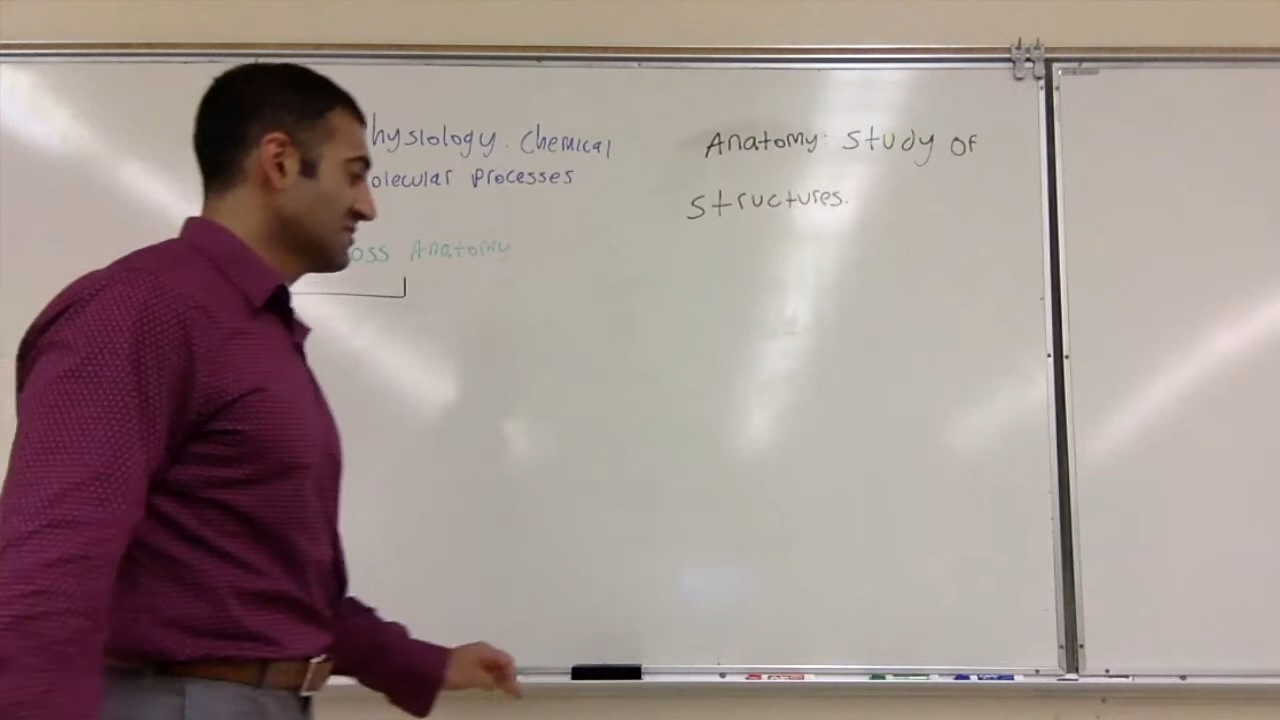 hysiology. Chemical
olecular Processes
oss Anatomy
Anatomy: Study of
structures.